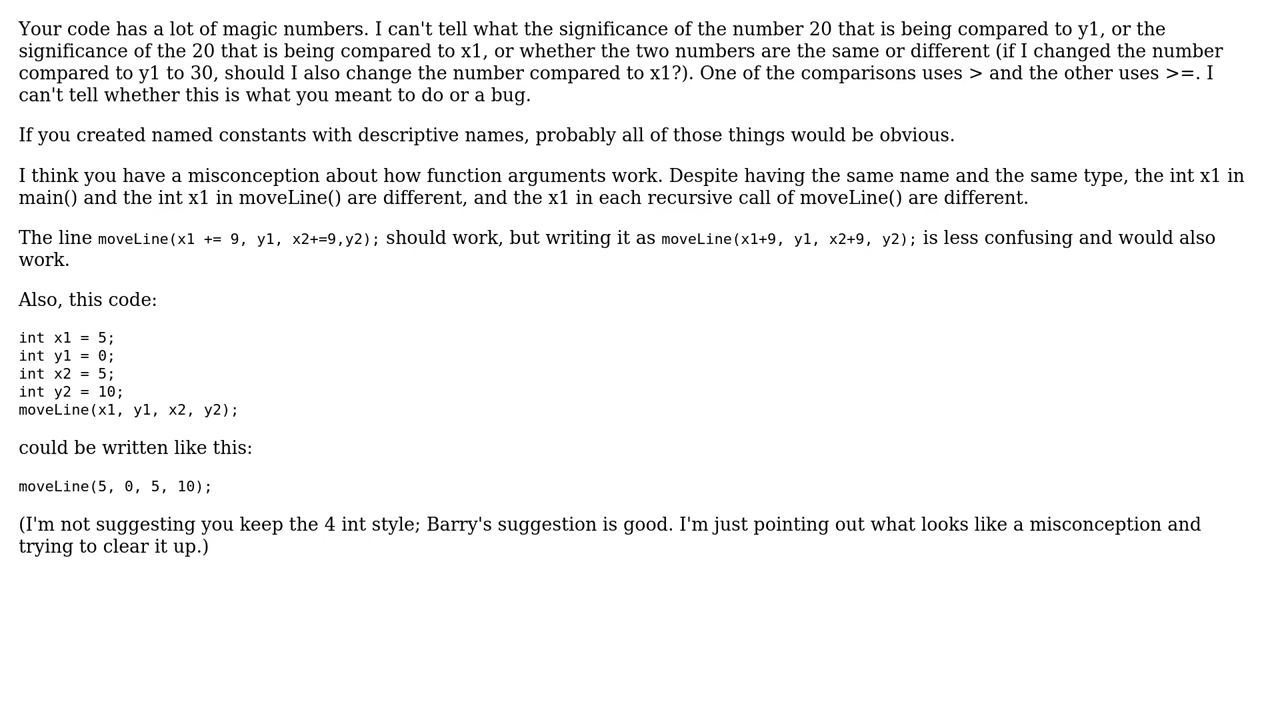 Your code has a lot of magic numbers. I can't tell what the significance of the number 20 that is being compared to y1, or the
significance of the 20 that is being compared to x1, or whether the two numbers are the same or different (if I changed the number
compared to y1 to 30, should I also change the number compared to x1?). One of the comparisons uses > and the other uses >=. I
can't tell whether this is what you meant to do or a bug.
If you created named constants with descriptive names, probably all of those things would be obvious.
I think you have a misconception about how function arguments work. Despite having the same name and the same type, the int x1 in
main() and the int x1 in moveLine() are different, and the x1 in each recursive call of moveLine() are different.
The line moveLine(x1 += 9, y1, x2+=9,y2); should work, but writing it as moveLine(x1+9, y1, x2+9, y2); is less confusing and would also
work.
Also, this code:
int x1 = 5;
int y1 = 0;
int x2 = 5;
int y2 = 10;
moveLine(x1, y1, x2, y2);
could be written like this:
moveLine(5, 0, 5, 10);
(I'm not suggesting you keep the 4 int style; Barry's suggestion is good. I'm just pointing out what looks like a misconception and
trying to clear it up.)